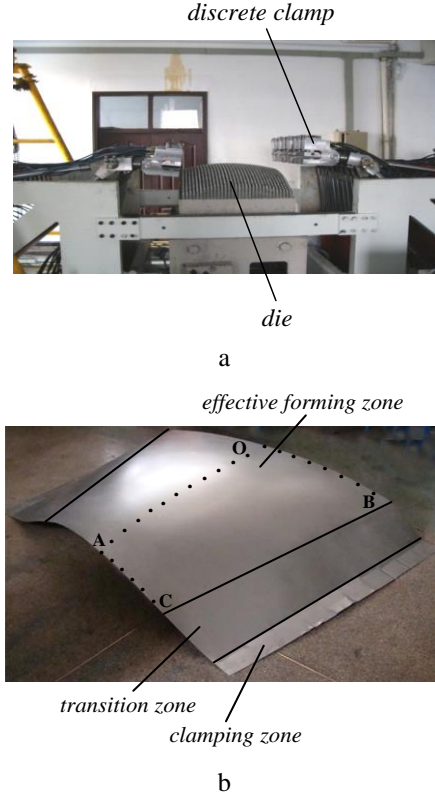 discrete clamp
die
a
effective forming zone
O
B
A
C
transition zone
clamping zone
b